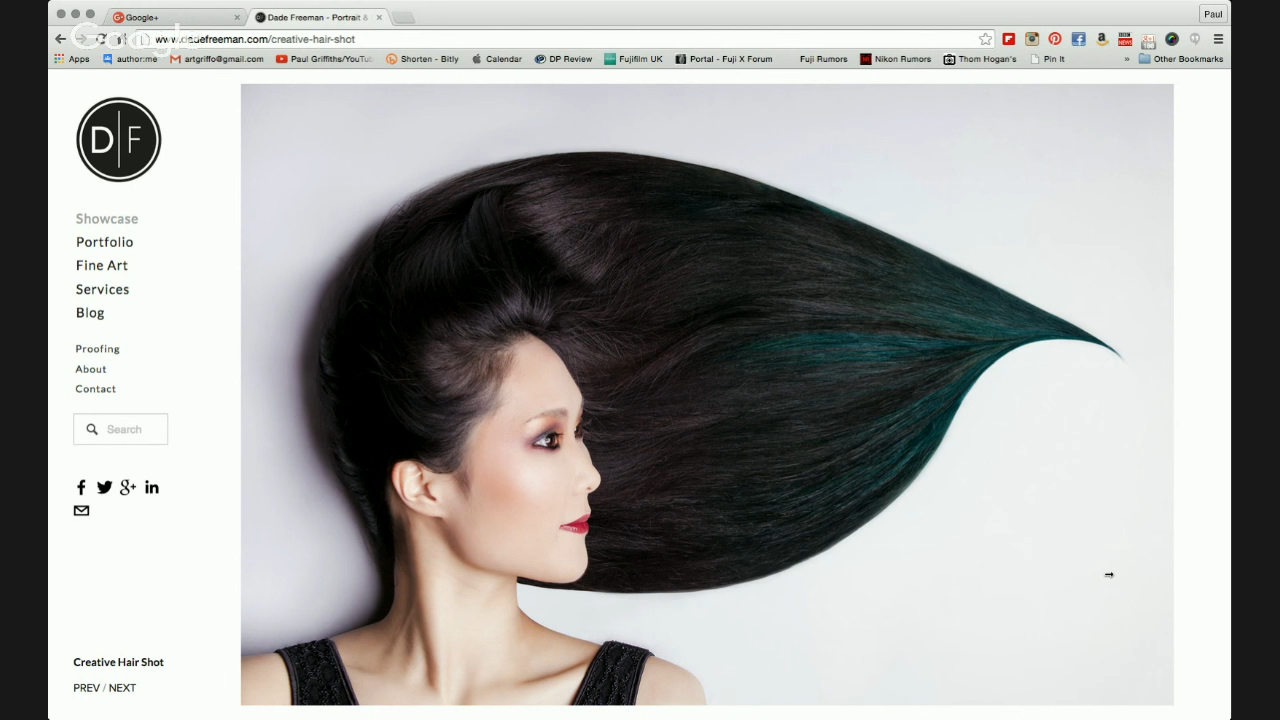 Google+
Dade Freeman - Portrait &
Paul
www.dadefreeman.com/creative-hair-shot
Apps
author:me
artgriffo@gmail.com
Paul Griffiths/YouTu
Shorten - Bitly
Calendar
DP Review
Fujifilm UK
Portal - Fuji X Forum
Fuji Rumors
Nikon Rumors
Thom Hogan's
Pin It
»
Other Bookmarks
Google
D F
Showcase
Portfolio
Fine Art
Services
Blog
Proofing
About
Contact
Search
Creative Hair Shot
PREV / NEXT